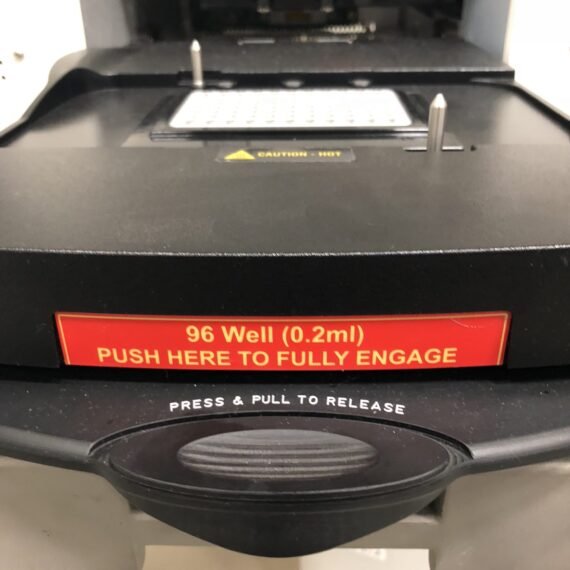 CAUTION - HOT
96 Well (0.2ml)
PUSH HERE TO FULLY ENGAGE
PRESS & PULL TO RELEASE